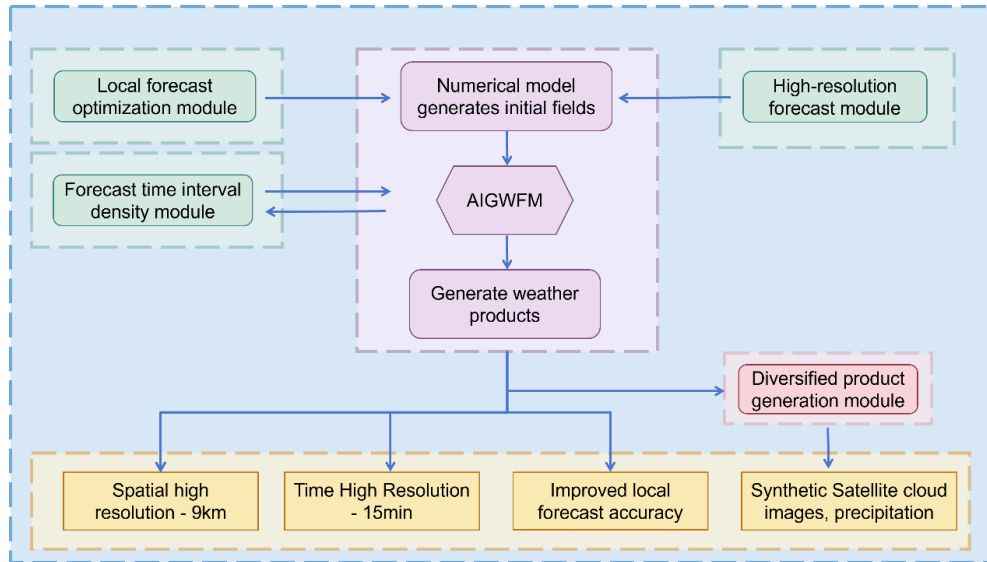 Local forecast
optimization module
Numerical model
generates initial fields
High-resolution
forecast module
Forecast time interval
density module
AIGWFM
Generate weather
products
Diversified product
generation module
Spatial high
resolution - 9km
Time High Resolution
- 15min
Improved local
forecast accuracy
Synthetic Satellite cloud
images, precipitation